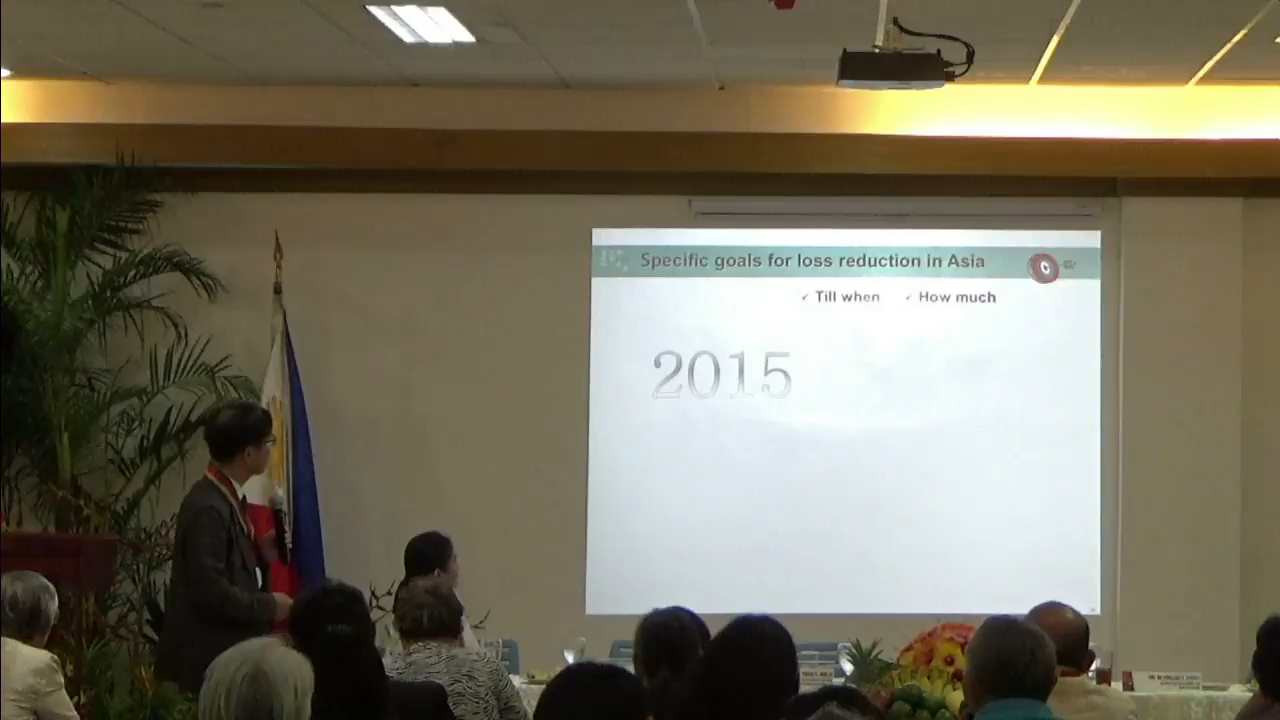 Specific goals for loss reduction in Asia
✓ Till when ✓ How much
2015